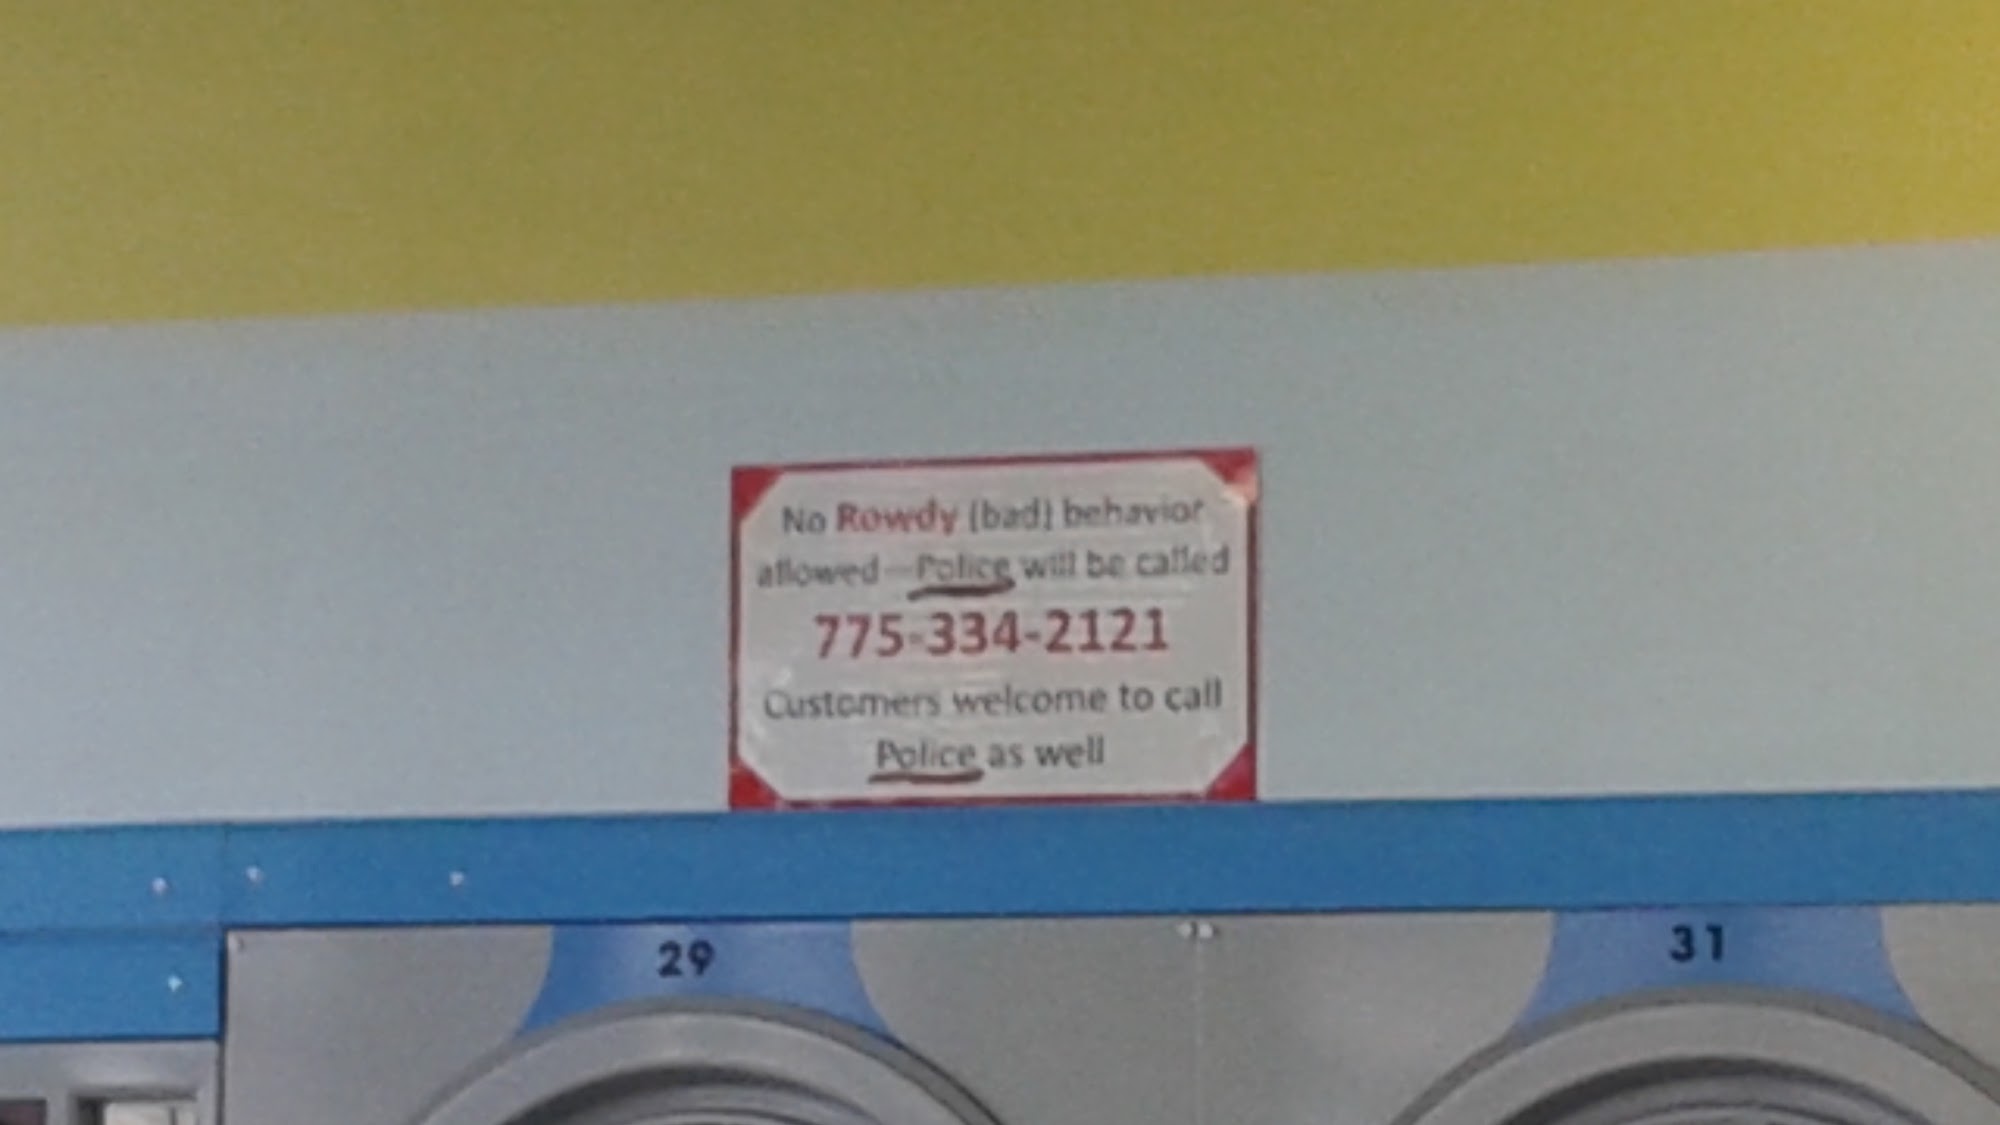 No Rowdy (bad) behavior
allowed—Police will be called
775-334-2121
Customers welcome to call
Police as well
29
31